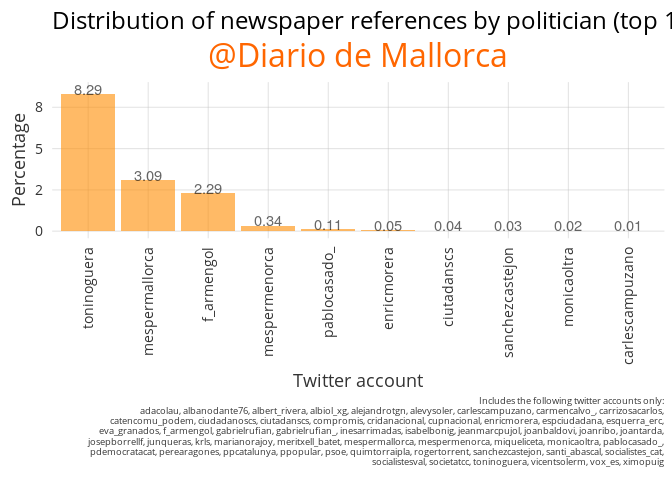 Distribution of newspaper references by politician (top 1
@Diario de Mallorca
Percentage
8
5
2
0
8.29
3.09
2.29
0.34
0.11
0.05
0.04
0.03
0.02
0.01
toninoguera
mespermallorca
f_armengol
mespermenorca
pablocasado_
enricmorera
ciutadanscs
sanchezcastejon
monicaoltra
carlescampuzano
Twitter account
Includes the following twitter accounts only:
adacolau, albanodante76, albert_rivera, albiol_xg, alejandrotgn, alevysoler, carlescampuzano, carmencalvo_, carrizosacarlos,
catencomu_podem, ciudadanoscs, ciutadanscs, compromis, cridanacional, cupnacional, enricmorera, espciudadana, esquerra_erc,
eva_granados, f_armengol, gabrielrufian, gabrielrufian_, inesarrimadas, isabelbonig, jeanmarcpujol, joanbaldovi, joanribo, joantarda,
josepborrellf, junqueras, krls, marianorajoy, meritxell_batet, mespermallorca, mespermenorca, miqueliceta, monicaoltra, pablocasado_,
pdemocratacat, perearagones, ppcatalunya, ppopular, psoe, quimtorraipla, rogertorrent, sanchezcastejon, santi_abascal, socialistes_cat,
socialistesval, societatcc, toninoguera, vicentsolerm, vox_es, ximopuig